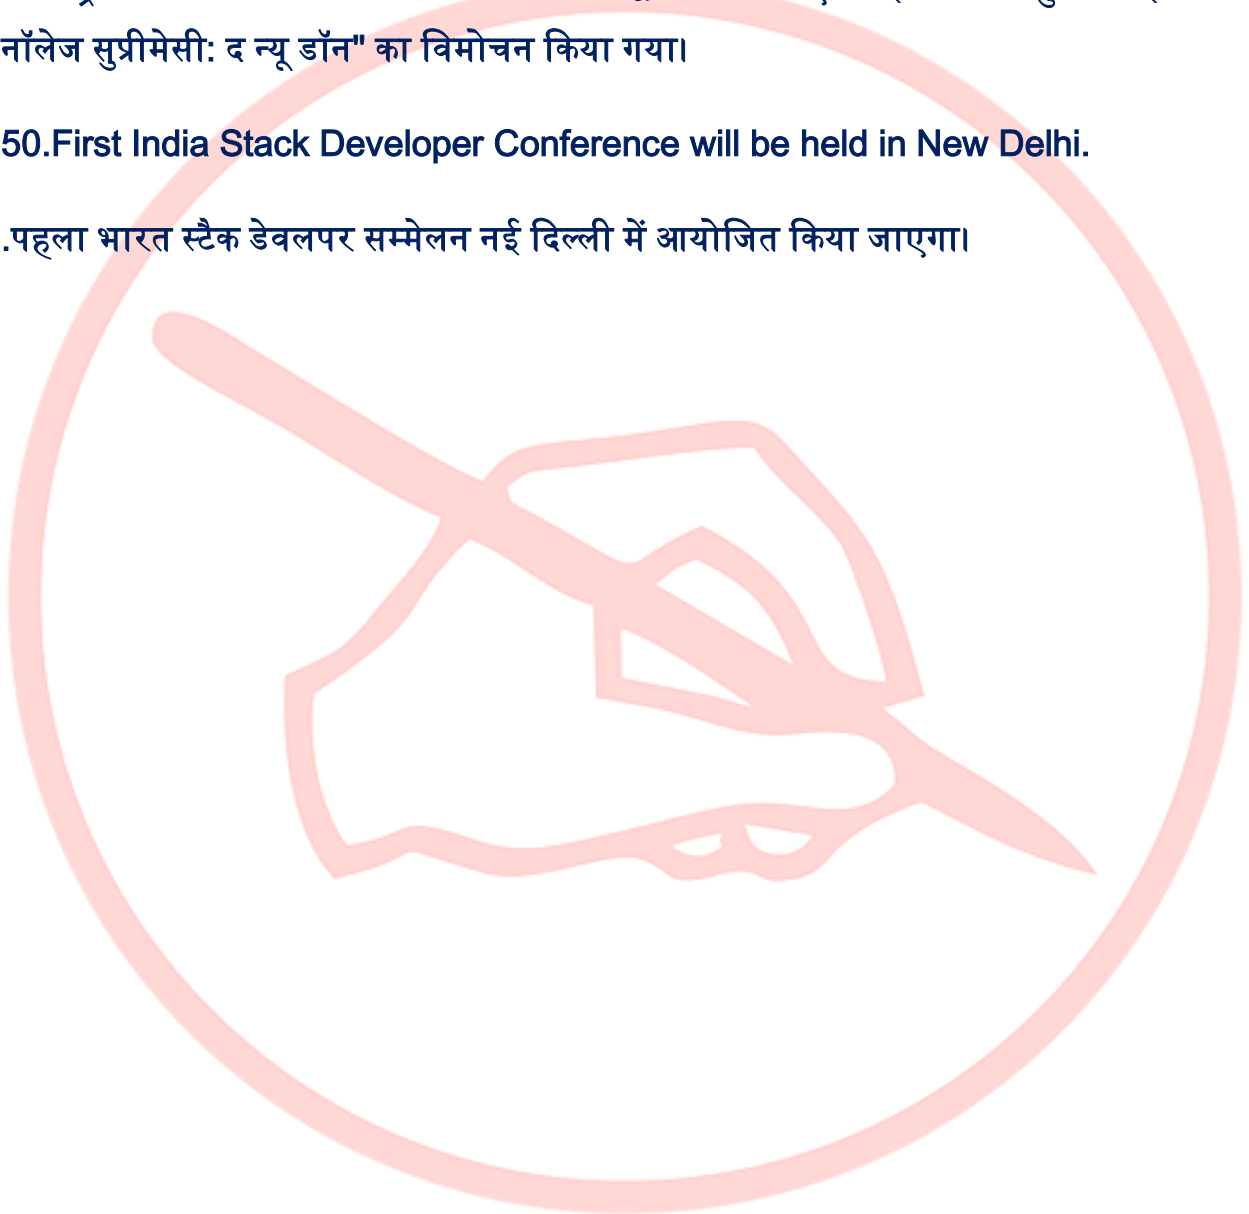 नॉलेज सुप्रीमेसी: द न्यू डॉन" का विमोचन किया गया।
50.First India Stack Developer Conference will be held in New Delhi.
.पहला भारत स्टैक डेवलपर सम्मेलन नई दिल्ली में आयोजित किया जाएगा।